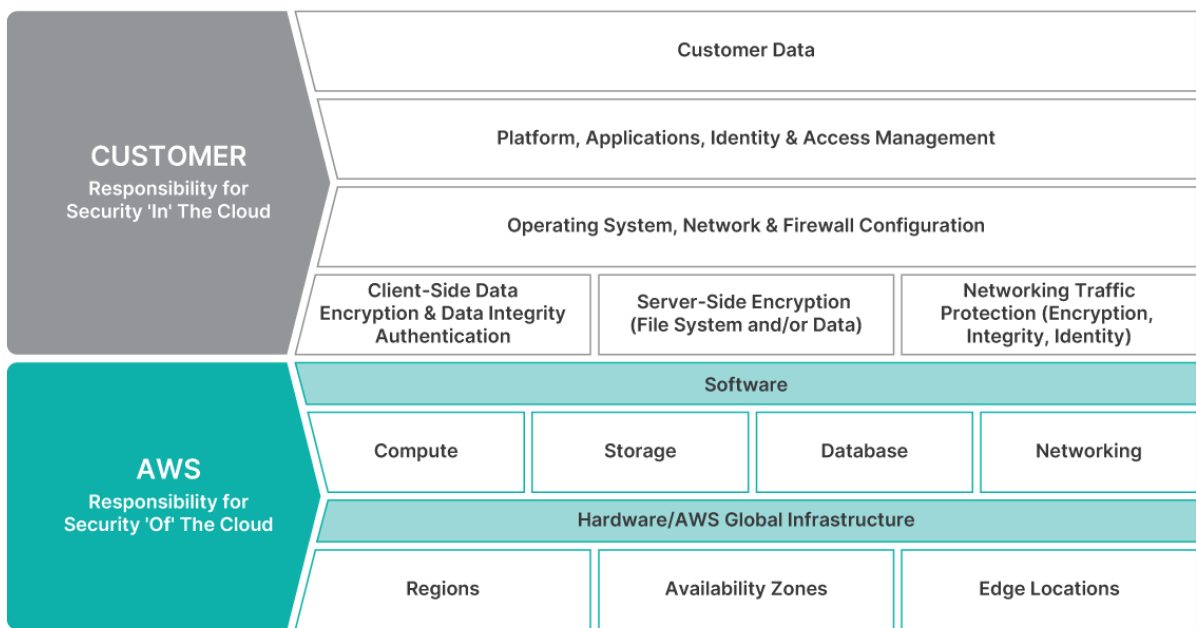 CUSTOMER
Responsibility for
Security 'In' The Cloud
Customer Data
Platform, Applications, Identity & Access Management
Operating System, Network & Firewall Configuration
Client-Side Data
Encryption & Data Integrity
Authentication
Server-Side Encryption
(File System and/or Data)
Networking Traffic
Protection (Encryption,
Integrity, Identity)
AWS
Responsibility for
Security 'Of' The Cloud
Software
Compute
Storage
Database
Networking
Hardware/AWS Global Infrastructure
Regions
Availability Zones
Edge Locations